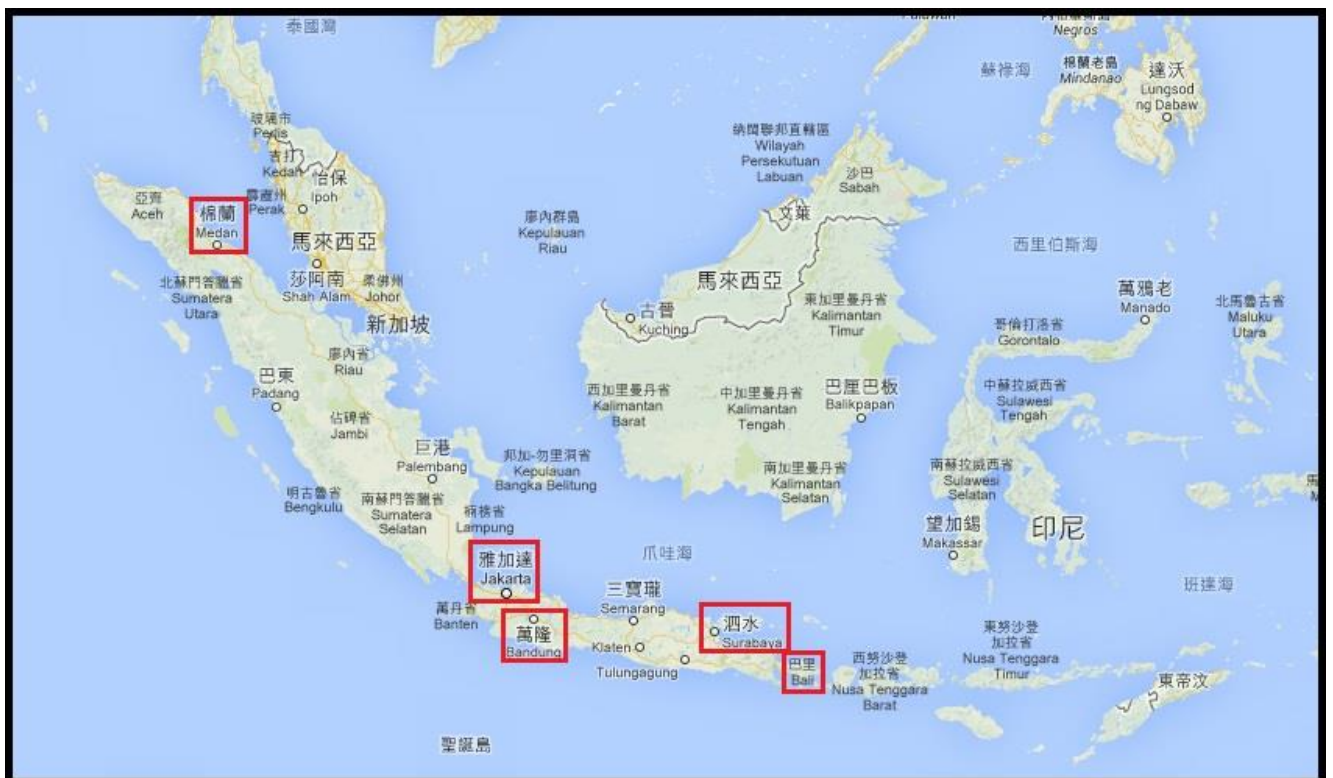 泰國灣
Negros
蘇祿海
棉蘭老島
Mindanao
達沃
Lungsod
ng Dabaw
玻璃市
Perlis
吉打
Kedah
怡保
Ipoh
霹靂州
Perak
亞齊
Aceh
棉蘭
Medan
馬來西亞
莎阿南
Shah Alam
柔佛州
Johor
新加坡
北蘇門答臘省
Sumatera
Utara
廖內群島
Kepulauan
Riau
納閩聯邦直轄區
Wilayah
Persekutuan
Labuan
沙巴
Sabah
文萊
馬來西亞
古晉
Kuching
西里伯斯海
萬鴉老
Manado
北馬魯古省
Maluku
Utara
東加里曼丹省
Kalimantan
Timur
哥倫打洛省
Gorontalo
廖內省
Riau
巴東
Padang
佔碑省
Jambi
西加里曼丹省
Kalimantan
Barat
中加里曼丹省
Kalimantan
Tengah
巴厘巴板
Balikpapan
中蘇拉威西省
Sulawesi
Tengah
巨港
Palembang
邦加-勿里洞省
Kepulauan
Bangka Belitung
南加里曼丹省
Kalimantan
Selatan
南蘇拉威西省
Sulawesi
Selatan
明古魯省
Bengkulu
南蘇門答臘省
Sumatera
Selatan
楠榜省
Lampung
望加錫
Makassar
印尼
雅加達
Jakarta
爪哇海
班達海
三寶瓏
Semarang
萬丹省
Banten
萬隆
Bandung
Klaten
Tulungagung
泗水
Surabaya
巴里
Bali
西努沙登
加拉省
Nusa Tenggara
Barat
東努沙登
加拉省
Nusa Tenggara
Timur
東帝汶
聖誕島